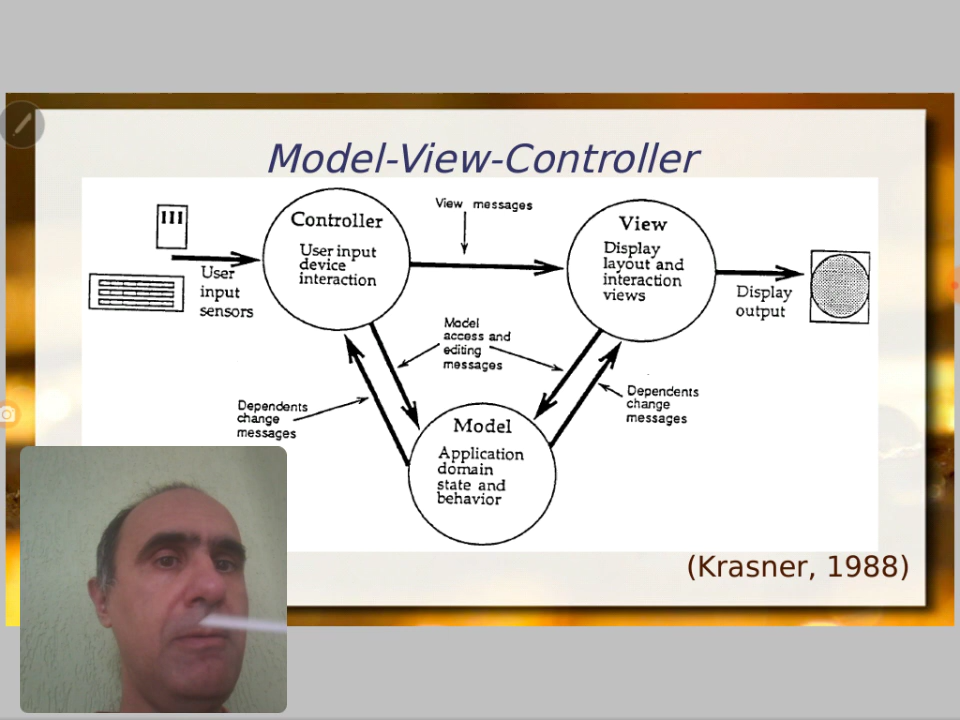 Model-View-Controller
View messages
Controller
User input
device
interaction
View
Display
layout and
interaction
views
User
input
sensors
Display
output
Model
access and
editing
messages
Dependents
change
messages
Dependents
change
messages
Model
Application
domain
state and
behavior
(Krasner, 1988)